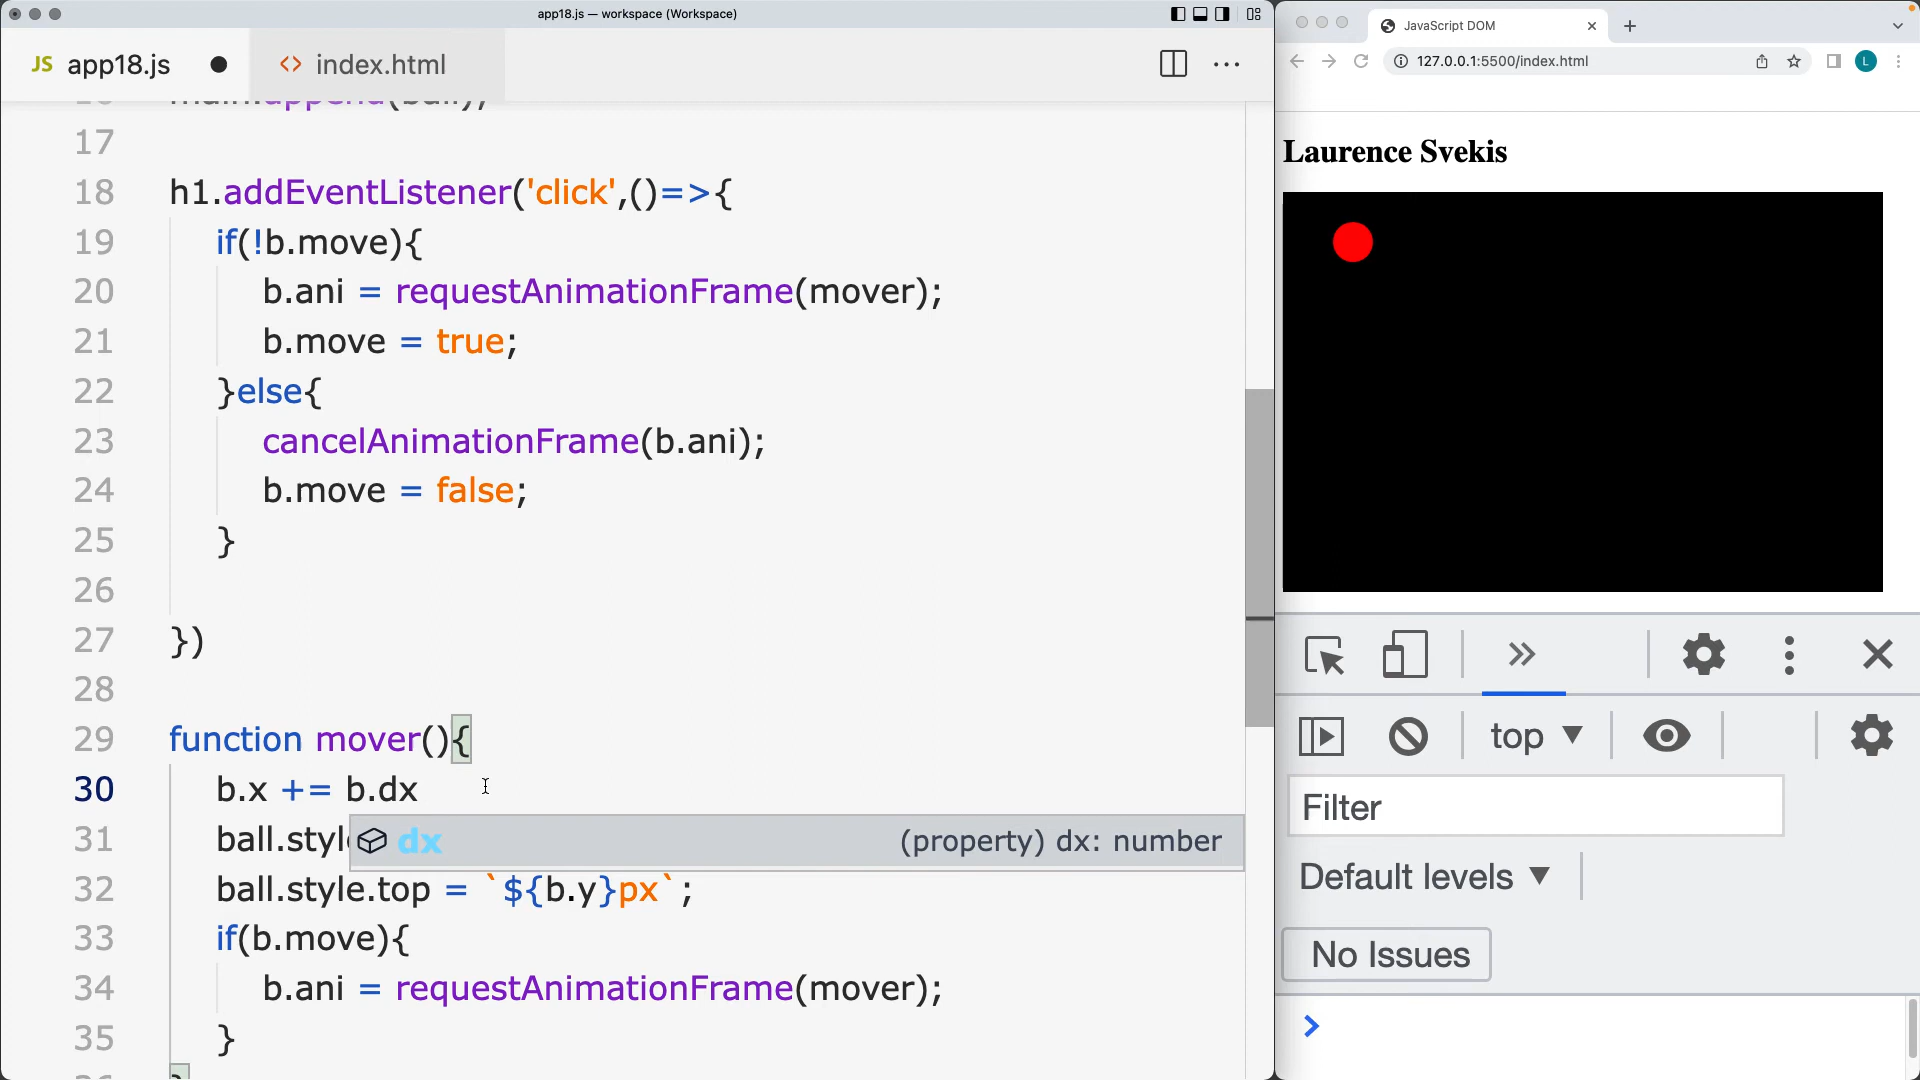 app18.js — workspace (Workspace)
JS app18.js
<> index.html
17
18 h1.addEventListener('click',()=>{
19 if(!b.move){
20 b.ani = requestAnimationFrame(mover);
21 b.move = true;
22 }else{
23 cancelAnimationFrame(b.ani);
24 b.move = false;
25 }
26
27 })
28
29 function mover(){
30 b.x += b.dx
31 ball.styl
dx (property) dx: number
32 ball.style.top = `${b.y}px`;
33 if(b.move){
34 b.ani = requestAnimationFrame(mover);
35 }
JavaScript DOM
127.0.0.1:5500/index.html
L
Laurence Svekis
top
Filter
Default levels
No Issues